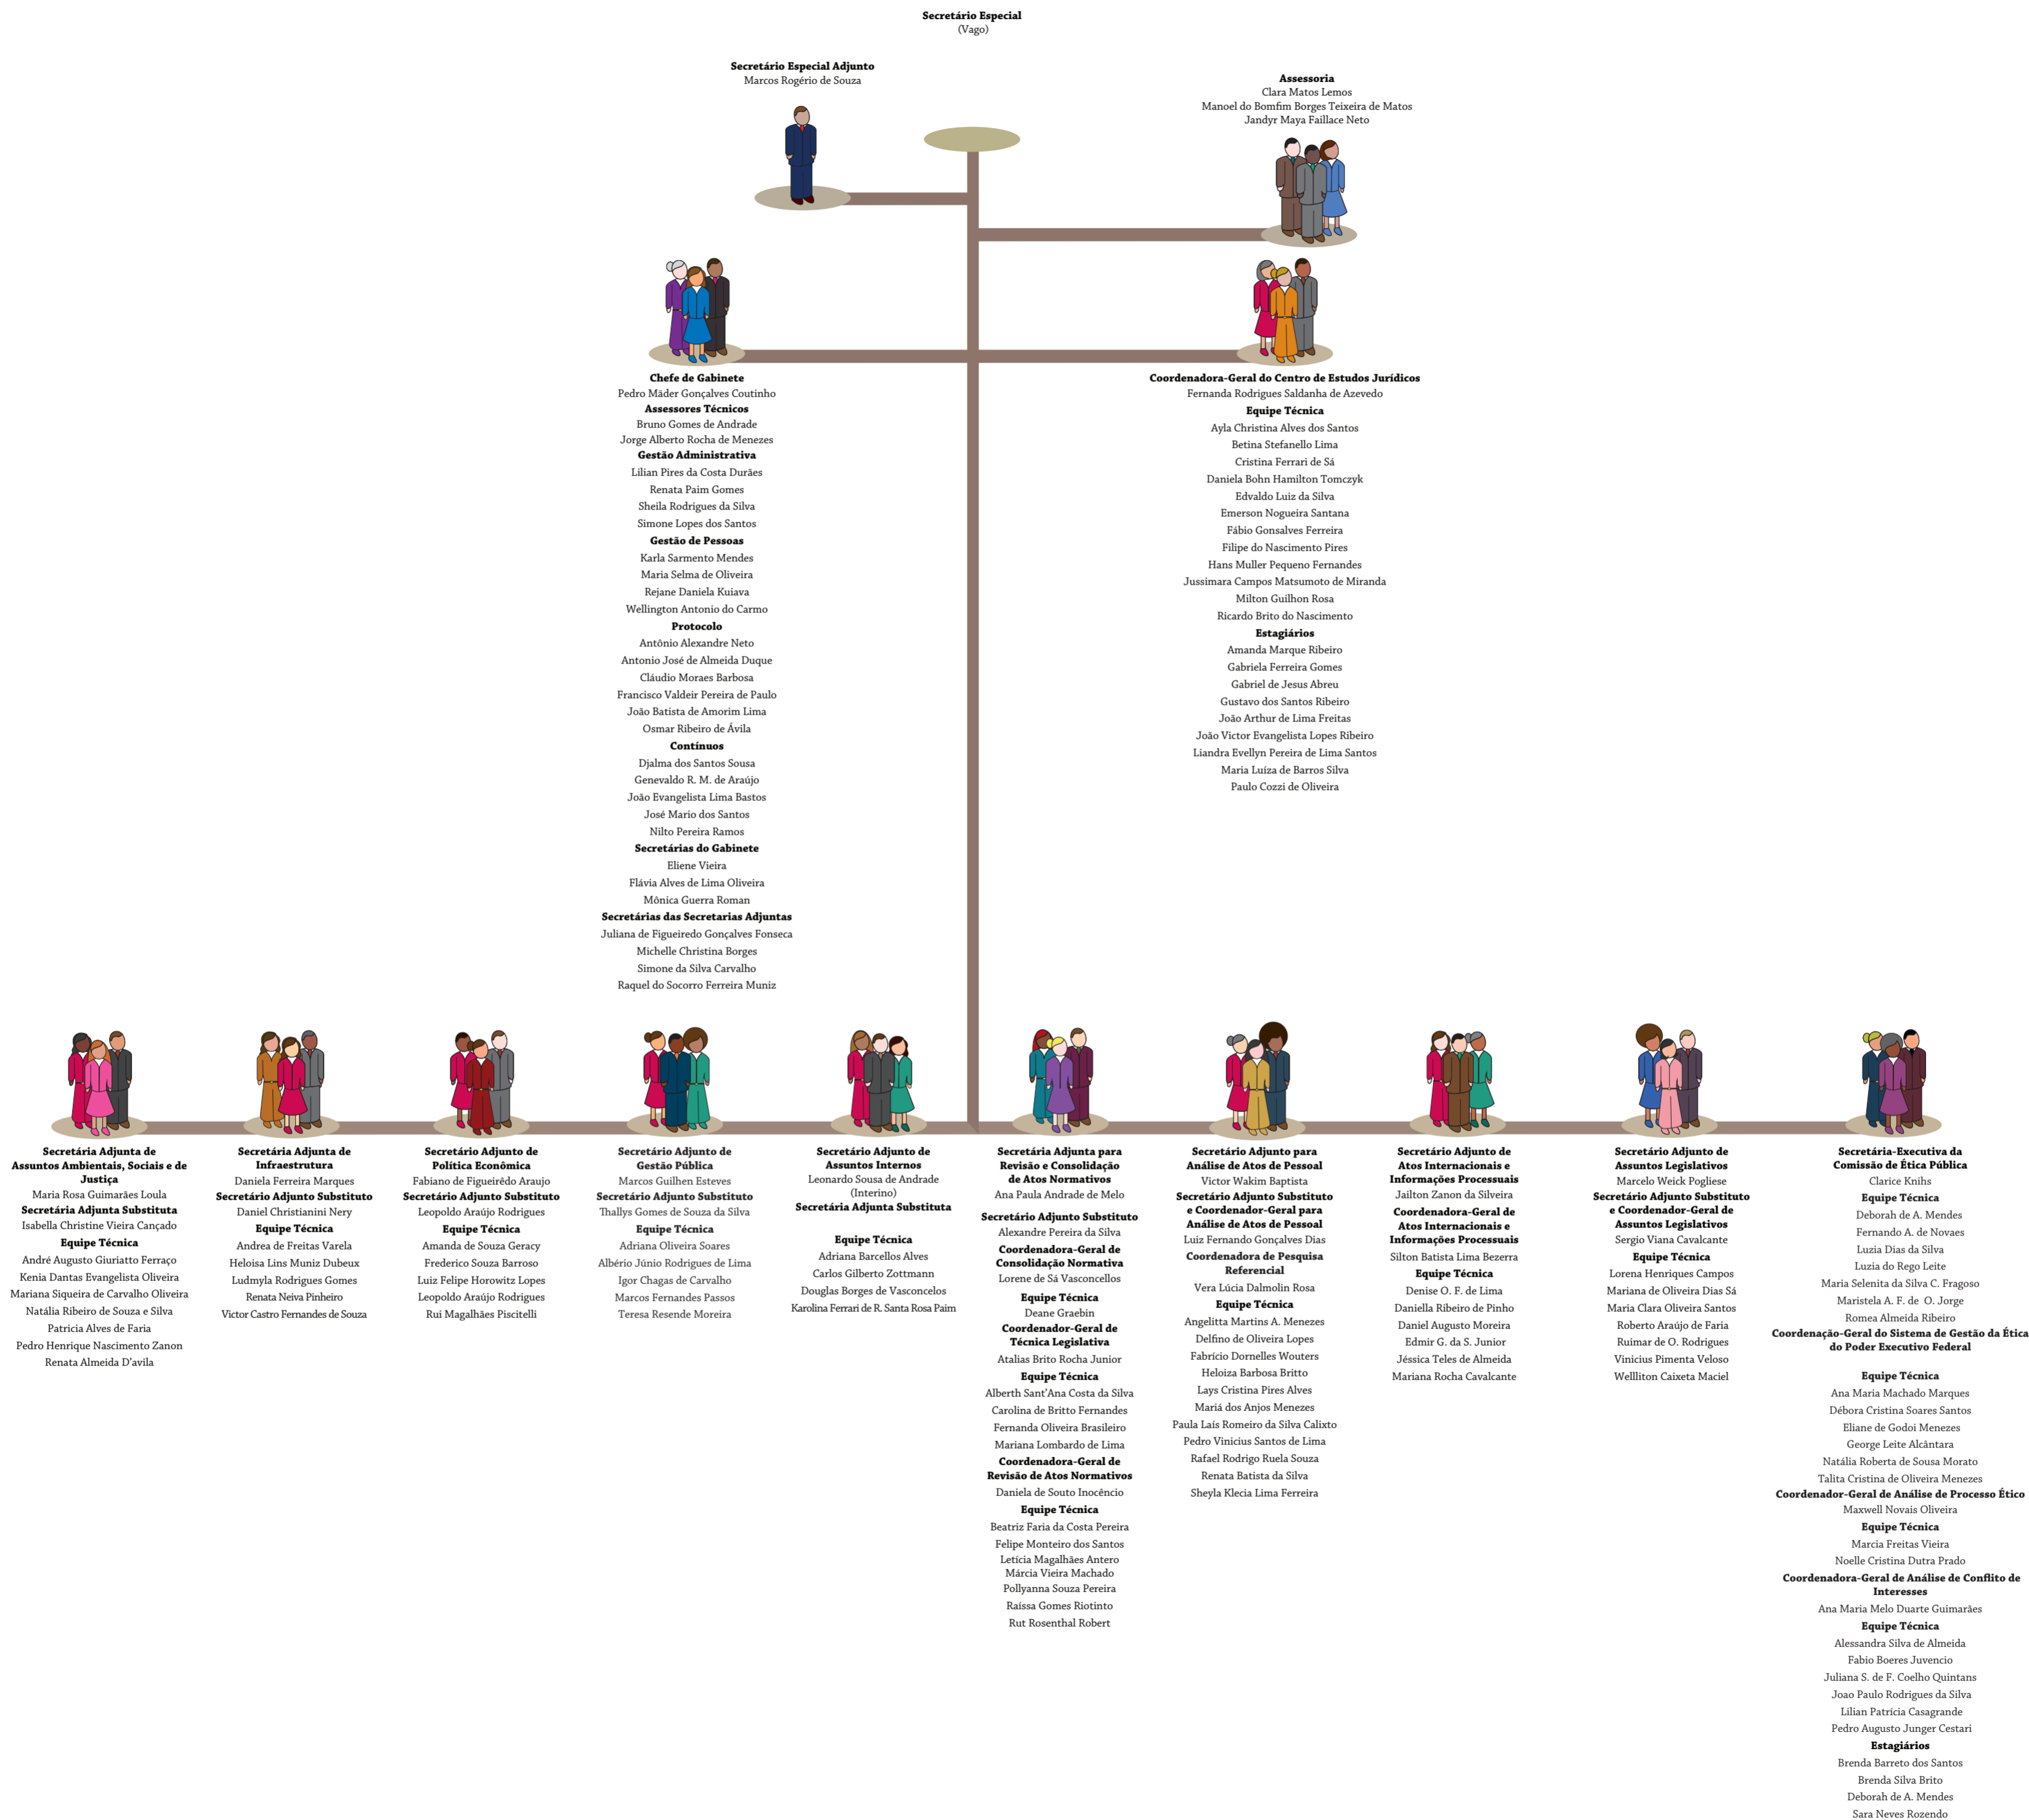 Secretário Especial
(Vago)
Secretário Especial Adjunto
Marcos Rogério de Souza
Assessoria
Clara Matos Lemos
Manoel do Bomfim Borges Teixeira de Matos
Jandyr Maya Faillace Neto
Chefe de Gabinete
Pedro Mäder Gonçalves Coutinho
Assessores Técnicos
Bruno Gomes de Andrade
Jorge Alberto Rocha de Menezes
Gestão Administrativa
Lilian Pires da Costa Durães
Renata Paim Gomes
Sheila Rodrigues da Silva
Simone Lopes dos Santos
Gestão de Pessoas
Karla Sarmento Mendes
Maria Selma de Oliveira
Rejane Daniela Kuiava
Wellington Antonio do Carmo
Protocolo
Antônio Alexandre Neto
Antonio José de Almeida Duque
Cláudio Moraes Barbosa
Francisco Valdeir Pereira de Paulo
João Batista de Amorim Lima
Osmar Ribeiro de Ávila
Contínuos
Djalma dos Santos Sousa
Genevaldo R. M. de Araújo
João Evangelista Lima Bastos
José Mario dos Santos
Nilto Pereira Ramos
Secretárias do Gabinete
Eliene Vieira
Flávia Alves de Lima Oliveira
Mônica Guerra Roman
Secretárias das Secretarias Adjuntas
Juliana de Figueiredo Gonçalves Fonseca
Michelle Christina Borges
Simone da Silva Carvalho
Raquel do Socorro Ferreira Muniz
Coordenadora-Geral do Centro de Estudos Jurídicos
Fernanda Rodrigues Saldanha de Azevedo
Equipe Técnica
Ayla Christina Alves dos Santos
Betina Stefanello Lima
Cristina Ferrari de Sá
Daniela Bohn Hamilton Tomczyk
Edvaldo Luiz da Silva
Emerson Nogueira Santana
Fábio Gonsalves Ferreira
Filipe do Nascimento Pires
Hans Muller Pequeno Fernandes
Jussimara Campos Matsumoto de Miranda
Milton Guilhon Rosa
Ricardo Brito do Nascimento
Estagiários
Amanda Marque Ribeiro
Gabriela Ferreira Gomes
Gabriel de Jesus Abreu
Gustavo dos Santos Ribeiro
João Arthur de Lima Freitas
João Victor Evangelista Lopes Ribeiro
Liandra Evellyn Pereira de Lima Santos
Maria Luíza de Barros Silva
Paulo Cozzi de Oliveira
Secretária Adjunta de
Assuntos Ambientais, Sociais e de
Justiça
Maria Rosa Guimarães Loula
Secretária Adjunta Substituta
Isabella Christine Vieira Cançado
Equipe Técnica
André Augusto Giuriatto Ferraço
Kenia Dantas Evangelista Oliveira
Mariana Siqueira de Carvalho Oliveira
Natália Ribeiro de Souza e Silva
Patricia Alves de Faria
Pedro Henrique Nascimento Zanon
Renata Almeida D'avila
Secretária Adjunta de
Infraestrutura
Daniela Ferreira Marques
Secretário Adjunto Substituto
Daniel Christianini Nery
Equipe Técnica
Andrea de Freitas Varela
Heloisa Lins Muniz Dubeux
Ludmyla Rodrigues Gomes
Renata Neiva Pinheiro
Victor Castro Fernandes de Souza
Secretário Adjunto de
Política Econômica
Fabiano de Figueirêdo Araujo
Secretário Adjunto Substituto
Leopoldo Araújo Rodrigues
Equipe Técnica
Amanda de Souza Geracy
Frederico Souza Barroso
Luiz Felipe Horowitz Lopes
Leopoldo Araújo Rodrigues
Rui Magalhães Piscitelli
Secretário Adjunto de
Gestão Pública
Marcos Guilhen Esteves
Secretário Adjunto Substituto
Thallys Gomes de Souza da Silva
Equipe Técnica
Adriana Oliveira Soares
Albério Júnio Rodrigues de Lima
Igor Chagas de Carvalho
Marcos Fernandes Passos
Teresa Resende Moreira
Secretário Adjunto de
Assuntos Internos
Leonardo Sousa de Andrade
(Interino)
Secretária Adjunta Substituta
Equipe Técnica
Adriana Barcellos Alves
Carlos Gilberto Zottmann
Douglas Borges de Vasconcelos
Karolina Ferrari de R. Santa Rosa Paim
Secretária Adjunta para
Revisão e Consolidação
de Atos Normativos
Ana Paula Andrade de Melo
Secretário Adjunto Substituto
Alexandre Pereira da Silva
Coordenadora-Geral de
Consolidação Normativa
Lorene de Sá Vasconcellos
Equipe Técnica
Deane Graebin
Coordenador-Geral de
Técnica Legislativa
Atalias Brito Rocha Junior
Equipe Técnica
Alberth Sant'Ana Costa da Silva
Carolina de Britto Fernandes
Fernanda Oliveira Brasileiro
Mariana Lombardo de Lima
Coordenadora-Geral de
Revisão de Atos Normativos
Daniela de Souto Inocêncio
Equipe Técnica
Beatriz Faria da Costa Pereira
Felipe Monteiro dos Santos
Letícia Magalhães Antero
Márcia Vieira Machado
Pollyanna Souza Pereira
Raíssa Gomes Riotinto
Rut Rosenthal Robert
Secretário Adjunto para
Análise de Atos de Pessoal
Victor Wakim Baptista
Secretário Adjunto Substituto
e Coordenador-Geral para
Análise de Atos de Pessoal
Luiz Fernando Gonçalves Dias
Coordenadora de Pesquisa
Referencial
Vera Lúcia Dalmolin Rosa
Equipe Técnica
Angelitta Martins A. Menezes
Delfino de Oliveira Lopes
Fabrício Dornelles Wouters
Heloiza Barbosa Britto
Lays Cristina Pires Alves
Mariá dos Anjos Menezes
Paula Laís Romeiro da Silva Calixto
Pedro Vinicius Santos de Lima
Rafael Rodrigo Ruela Souza
Renata Batista da Silva
Sheyla Klecia Lima Ferreira
Secretário Adjunto de
Atos Internacionais e
Informações Processuais
Jailton Zanon da Silveira
Coordenadora-Geral de
Atos Internacionais e
Informações Processuais
Silton Batista Lima Bezerra
Equipe Técnica
Denise O. F. de Lima
Daniella Ribeiro de Pinho
Daniel Augusto Moreira
Edmir G. da S. Junior
Jéssica Teles de Almeida
Mariana Rocha Cavalcante
Secretário Adjunto de
Assuntos Legislativos
Marcelo Weick Pogliese
Secretário Adjunto Substituto
e Coordenador-Geral de
Assuntos Legislativos
Sergio Viana Cavalcante
Equipe Técnica
Lorena Henriques Campos
Mariana de Oliveira Dias Sá
Maria Clara Oliveira Santos
Roberto Araújo de Faria
Ruimar de O. Rodrigues
Vinicius Pimenta Veloso
Wellliton Caixeta Maciel
Secretária-Executiva da
Comissão de Ética Pública
Clarice Knihs
Equipe Técnica
Deborah de A. Mendes
Fernando A. de Novaes
Luzia Dias da Silva
Luzia do Rego Leite
Maria Selenita da Silva C. Fragoso
Maristela A. F. de O. Jorge
Romea Almeida Ribeiro
Coordenação-Geral do Sistema de Gestão da Ética
do Poder Executivo Federal
Equipe Técnica
Ana Maria Machado Marques
Débora Cristina Soares Santos
Eliane de Godoi Menezes
George Leite Alcântara
Natália Roberta de Sousa Morato
Talita Cristina de Oliveira Menezes
Coordenador-Geral de Análise de Processo Ético
Maxwell Novais Oliveira
Equipe Técnica
Marcia Freitas Vieira
Noelle Cristina Dutra Prado
Coordenadora-Geral de Análise de Conflito de
Interesses
Ana Maria Melo Duarte Guimarães
Equipe Técnica
Alessandra Silva de Almeida
Fabio Boeres Juvencio
Juliana S. de F. Coelho Quintans
Joao Paulo Rodrigues da Silva
Lilian Patrícia Casagrande
Pedro Augusto Junger Cestari
Estagiários
Brenda Barreto dos Santos
Brenda Silva Brito
Deborah de A. Mendes
Sara Neves Rozendo